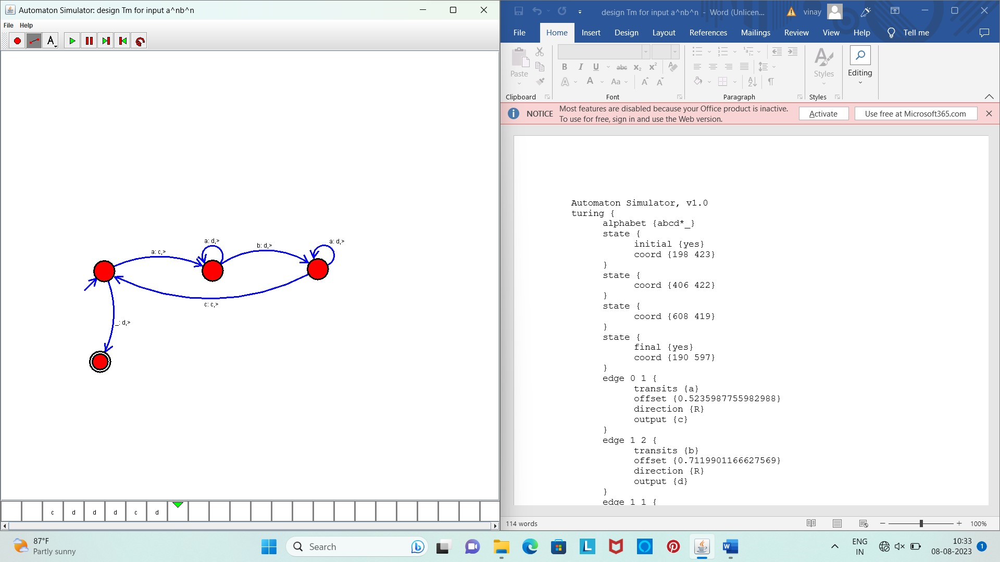 Automaton Simulator: design Tm for input a^nb^n
File Help
A
a: c,>
a: d,>
b: d,>
a: d,>
c: c,>
_: d,>
c d d d c d
design Tm for input a^nb^n - Word (Unlicen...
vinay
File Home Insert Design Layout References Mailings Review View Help Tell me
Paste
Clipboard
B I U abc x₂ x²
A A Aa A A
Font
Paragraph
Styles
Styles
Editing
NOTICE
Most features are disabled because your Office product is inactive.
To use for free, sign in and use the Web version.
Activate
Use free at Microsoft365.com
Automaton Simulator, v1.0
turing {
alphabet {abcd*_}
state {
initial {yes}
coord {198 423}
}
state {
coord {406 422}
}
state {
coord {608 419}
}
state {
final {yes}
coord {190 597}
}
edge 0 1 {
transits {a}
offset {0.5235987755982988}
direction {R}
output {c}
}
edge 1 2 {
transits {b}
offset {0.7119901166627569}
direction {R}
output {d}
}
edge 1 1 {
114 words
100%
87°F
Partly sunny
Search
ENG
IN
10:33
08-08-2023
1